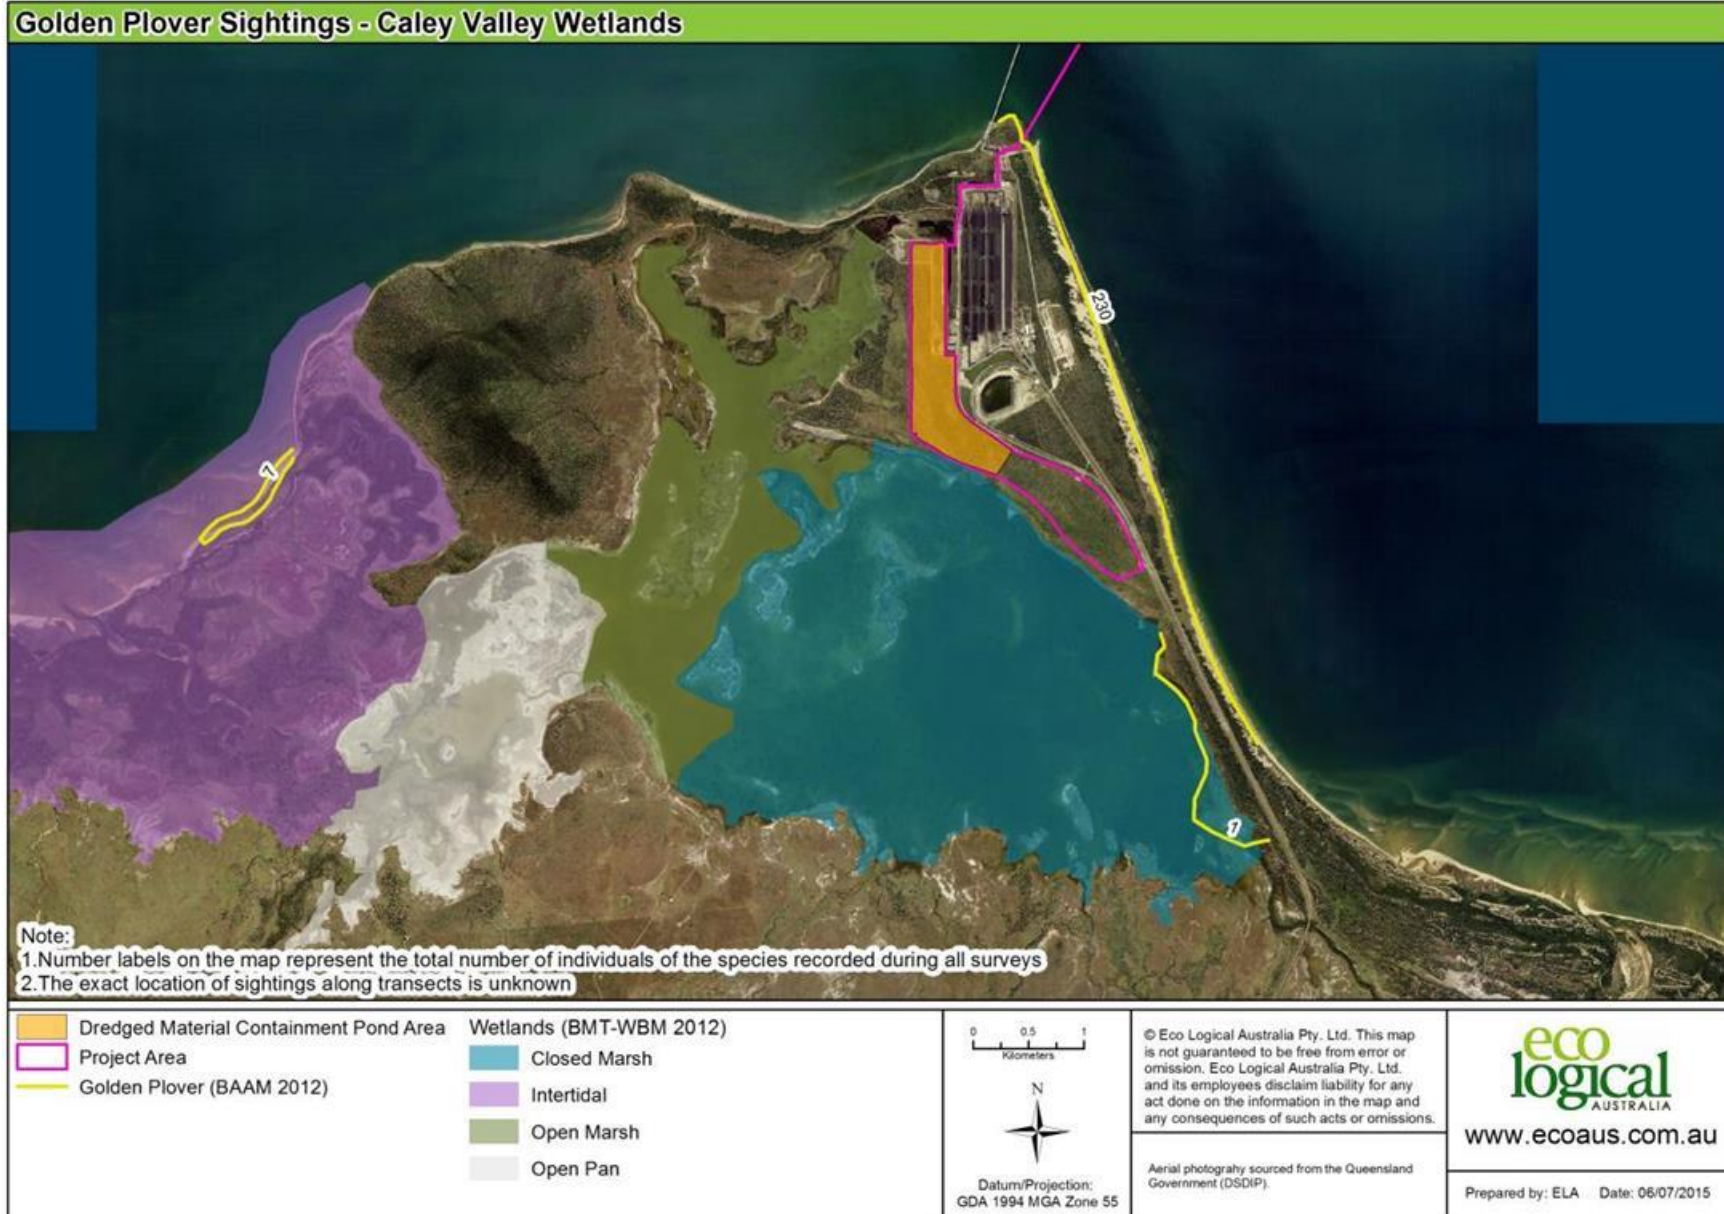 Golden Plover Sightings - Caley Valley Wetlands
230
7
1
Note:
1.Number labels on the map represent the total number of individuals of the species recorded during all surveys
2.The exact location of sightings along transects is unknown
Dredged Material Containment Pond Area
Project Area
Golden Plover (BAAM 2012)
Wetlands (BMT-WBM 2012)
Closed Marsh
Intertidal
Open Marsh
Open Pan
0 0.5 1
Kilometers
N
Datum/Projection:
GDA 1994 MGA Zone 55
© Eco Logical Australia Pty. Ltd. This map
is not guaranteed to be free from error or
omission. Eco Logical Australia Pty. Ltd.
and its employees disclaim liability for any
act done on the information in the map and
any consequences of such acts or omissions.
Aerial photograhy sourced from the Queensland
Government (DSDIP).
eco
logical
AUSTRALIA
www.ecoaus.com.au
Prepared by: ELA Date: 06/07/2015